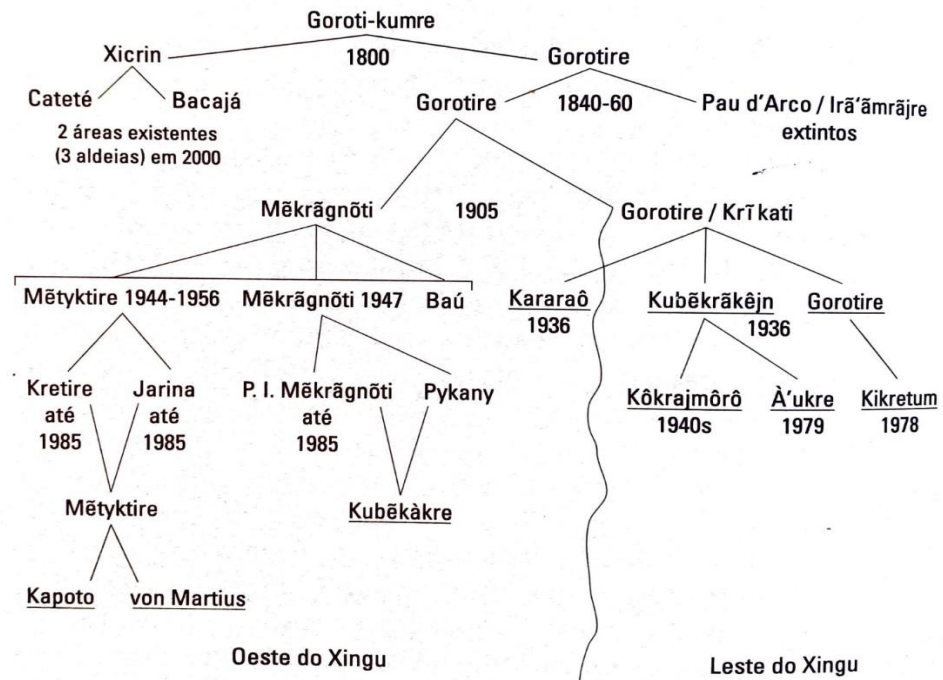 Goroti-kumre
Xicrin 1800 Gorotire
Cateté Bacajá Gorotire 1840-60 Pau d'Arco / Irã'ãmrãjre
extintos
2 áreas existentes
(3 aldeias) em 2000
Mẽkrãgnõti 1905 Gorotire / Krĩ kati
Mẽtyktire 1944-1956 Mẽkrãgnõti 1947 Baú Kararaô Kubẽkrãkêjn Gorotire
1936 1936
Kretire Jarina P. I. Mẽkrãgnõti Pykany Kôkrajmôrô À'ukre Kikretum
até até até 1940s 1979 1978
1985 1985 1985
Mẽtyktire Kubẽkàkre
Kapoto von Martius
Oeste do Xingu Leste do Xingu